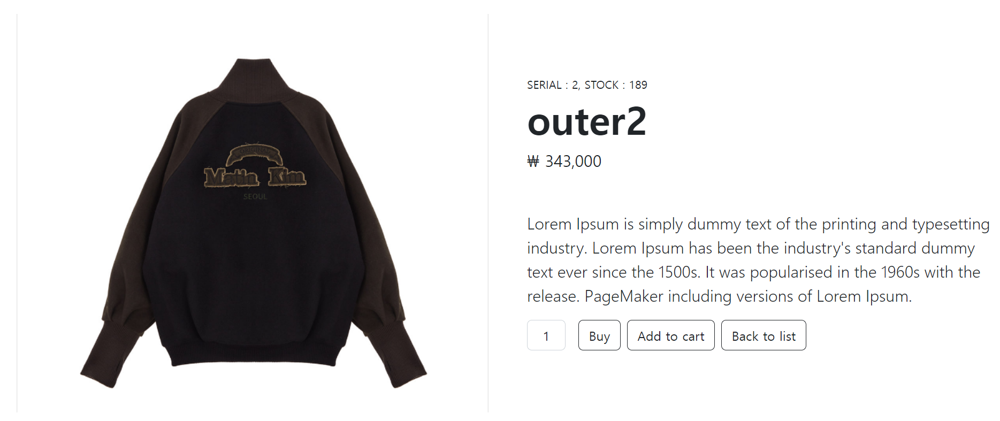 ORIGINAL
Matin Kim
SEOUL
SERIAL : 2, STOCK : 189
outer2
₩ 343,000
Lorem Ipsum is simply dummy text of the printing and typesetting
industry. Lorem Ipsum has been the industry's standard dummy
text ever since the 1500s. It was popularised in the 1960s with the
release. PageMaker including versions of Lorem Ipsum.
1 Buy Add to cart Back to list